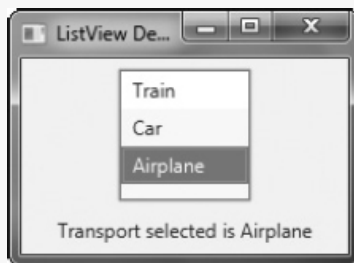 ListView De...
Train
Car
Airplane
Transport selected is Airplane